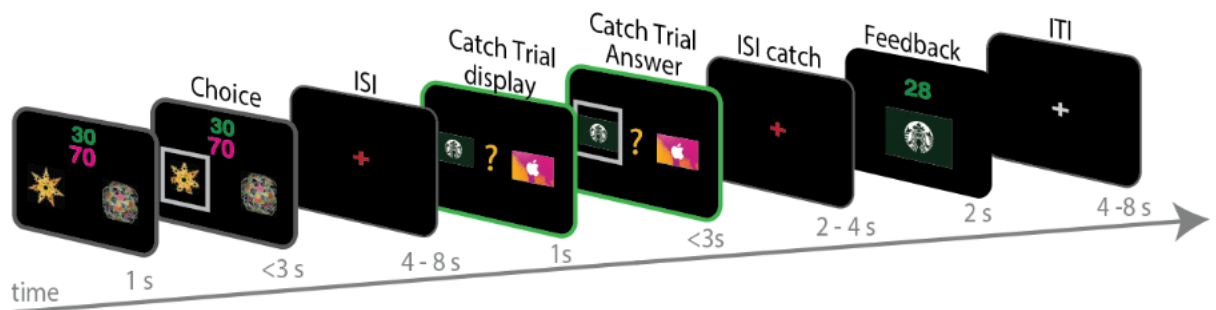 30
70
Choice
30
70
ISI
Catch Trial
display
?
Catch Trial
Answer
?
ISI catch
Feedback
28
ITI
time
1 s
<3 s
4 - 8 s
1s
<3s
2 - 4 s
2 s
4 -8 s